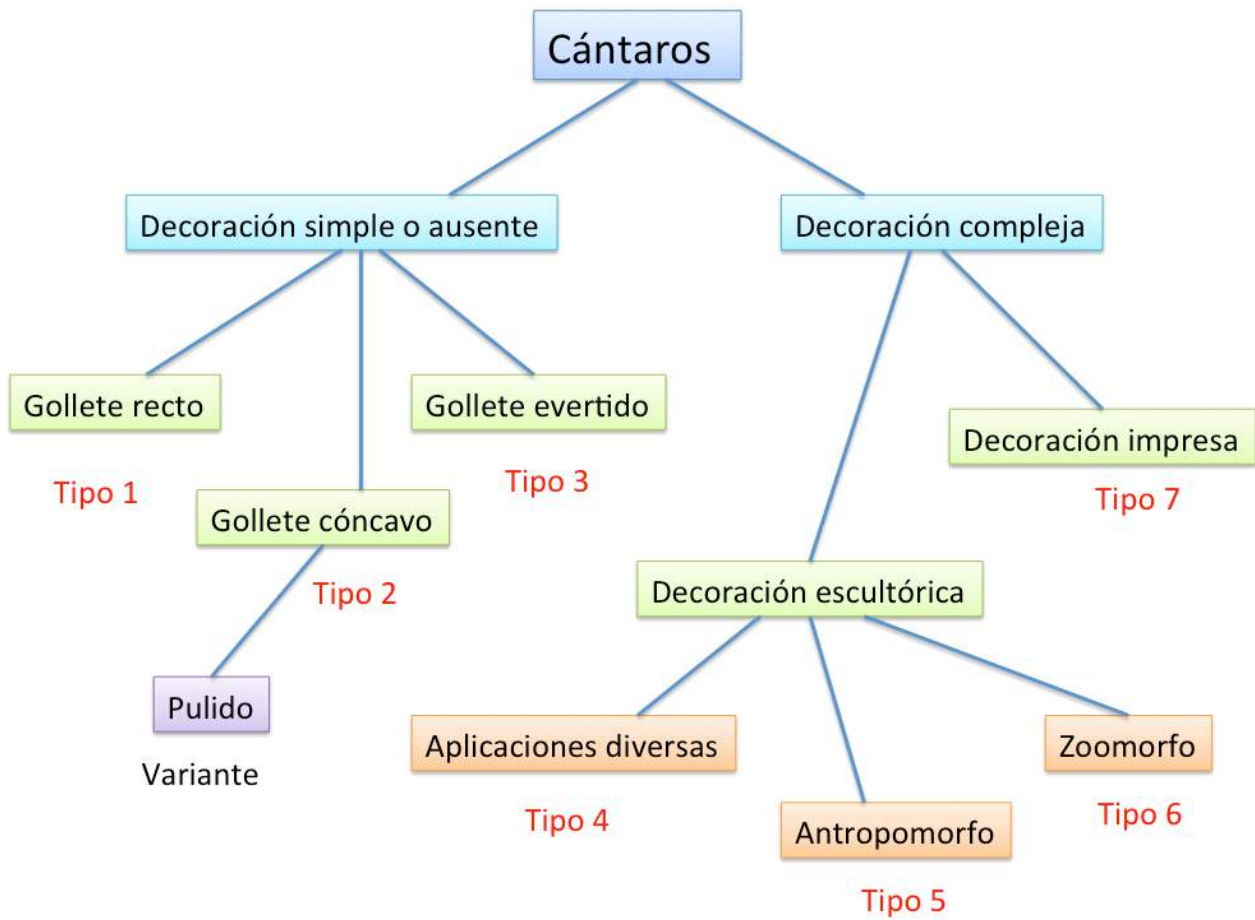 Cántaros
Decoración simple o ausente
Decoración compleja
Gollete recto
Gollete evertido
Decoración impresa
Tipo 1
Tipo 3
Tipo 7
Gollete cóncavo
Tipo 2
Decoración escultórica
Pulido
Variante
Aplicaciones diversas
Zoomorfo
Tipo 4
Tipo 6
Antropomorfo
Tipo 5